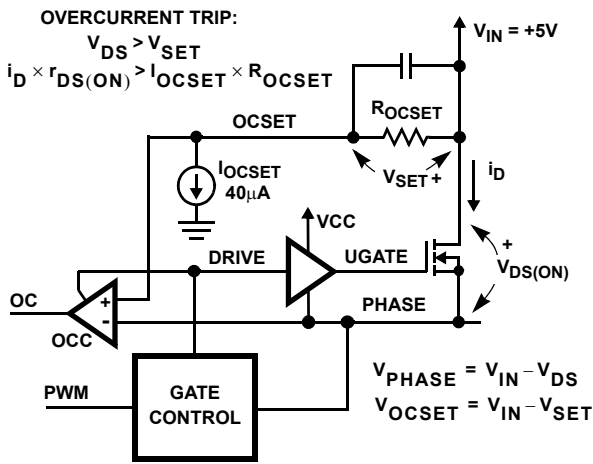 OVERCURRENT TRIP:
V_DS > V_SET
i_D × r_DS(ON) > I_OCSET × R_OCSET
V_IN = +5V
R_OCSET
OCSET
V_SET +
i_D
I_OCSET
40μA
VCC
DRIVE
UGATE
+
V_DS(ON)
OC
+
-
OCC
PHASE
PWM
GATE
CONTROL
V_PHASE = V_IN – V_DS
V_OCSET = V_IN – V_SET